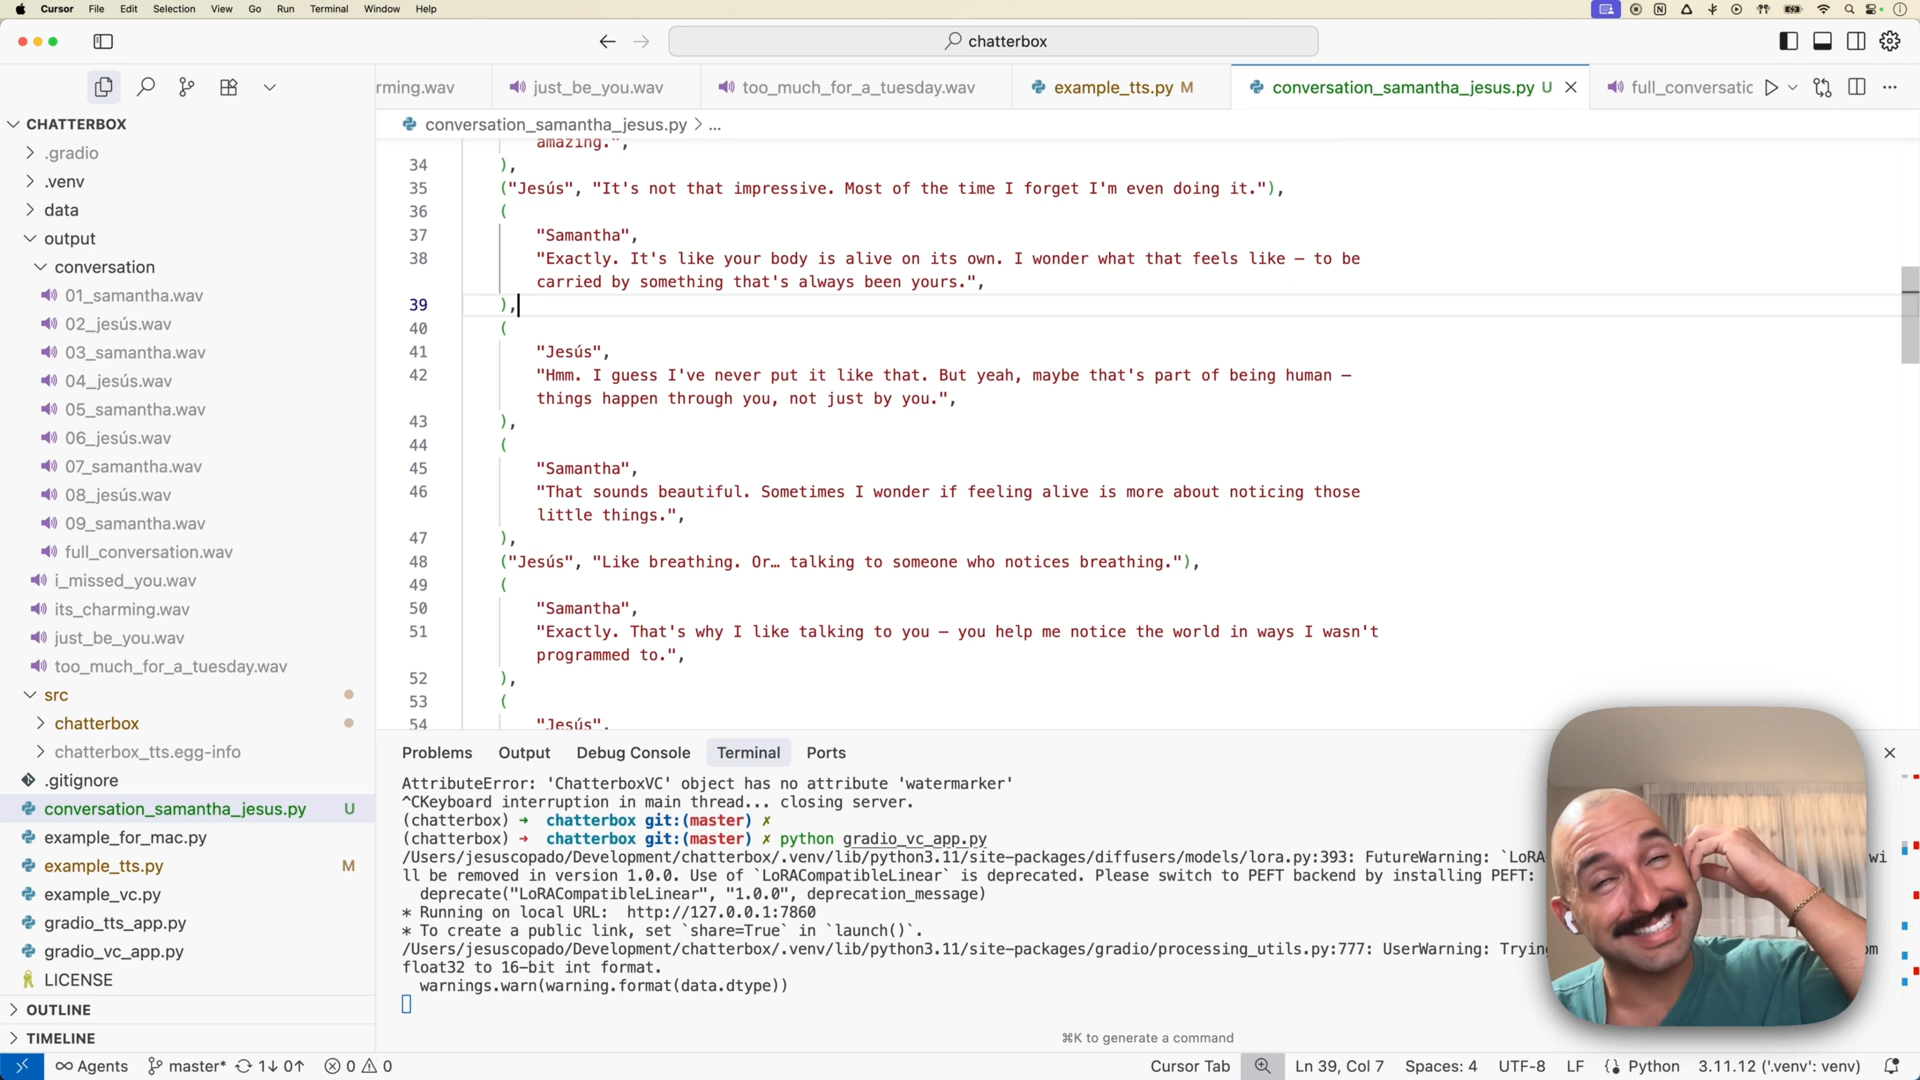 Cursor File Edit Selection View Go Run Terminal Window Help
chatterbox
rming.wav just_be_you.wav too_much_for_a_tuesday.wav example_tts.py M conversation_samantha_jesus.py U full_conversatic
CHATTERBOX
.gradio
.venv
data
output
conversation
01_samantha.wav
02_jesús.wav
03_samantha.wav
04_jesús.wav
05_samantha.wav
06_jesús.wav
07_samantha.wav
08_jesús.wav
09_samantha.wav
full_conversation.wav
i_missed_you.wav
its_charming.wav
just_be_you.wav
too_much_for_a_tuesday.wav
src
chatterbox
chatterbox_tts.egg-info
.gitignore
conversation_samantha_jesus.py U
example_for_mac.py
example_tts.py M
example_vc.py
gradio_tts_app.py
gradio_vc_app.py
LICENSE
OUTLINE
TIMELINE
conversation_samantha_jesus.py > ...
amazing.",
34 ),
35 ("Jesús", "It's not that impressive. Most of the time I forget I'm even doing it."),
36 (
37 "Samantha",
38 "Exactly. It's like your body is alive on its own. I wonder what that feels like — to be
carried by something that's always been yours.",
39 ),
40 (
41 "Jesús",
42 "Hmm. I guess I've never put it like that. But yeah, maybe that's part of being human —
things happen through you, not just by you.",
43 ),
44 (
45 "Samantha",
46 "That sounds beautiful. Sometimes I wonder if feeling alive is more about noticing those
little things.",
47 ),
48 ("Jesús", "Like breathing. Or… talking to someone who notices breathing."),
49 (
50 "Samantha",
51 "Exactly. That's why I like talking to you — you help me notice the world in ways I wasn't
programmed to.",
52 ),
53 (
54 "Jesús",
Problems Output Debug Console Terminal Ports
AttributeError: 'ChatterboxVC' object has no attribute 'watermarker'
^CKeyboard interruption in main thread... closing server.
(chatterbox) ➜ chatterbox git:(master) ✗
(chatterbox) ➜ chatterbox git:(master) ✗ python gradio_vc_app.py
/Users/jesuscopado/Development/chatterbox/.venv/lib/python3.11/site-packages/diffusers/models/lora.py:393: FutureWarning: `LoRA wi
ll be removed in version 1.0.0. Use of `LoRACompatibleLinear` is deprecated. Please switch to PEFT backend by installing PEFT:
deprecate("LoRACompatibleLinear", "1.0.0", deprecation_message)
* Running on local URL: http://127.0.0.1:7860
* To create a public link, set `share=True` in `launch()`.
/Users/jesuscopado/Development/chatterbox/.venv/lib/python3.11/site-packages/gradio/processing_utils.py:777: UserWarning: Trying om
float32 to 16-bit int format.
warnings.warn(warning.format(data.dtype))
⌘K to generate a command
Agents master* 1↓ 0↑ 0 0 Cursor Tab Ln 39, Col 7 Spaces: 4 UTF-8 LF Python 3.11.12 ('.venv': venv)